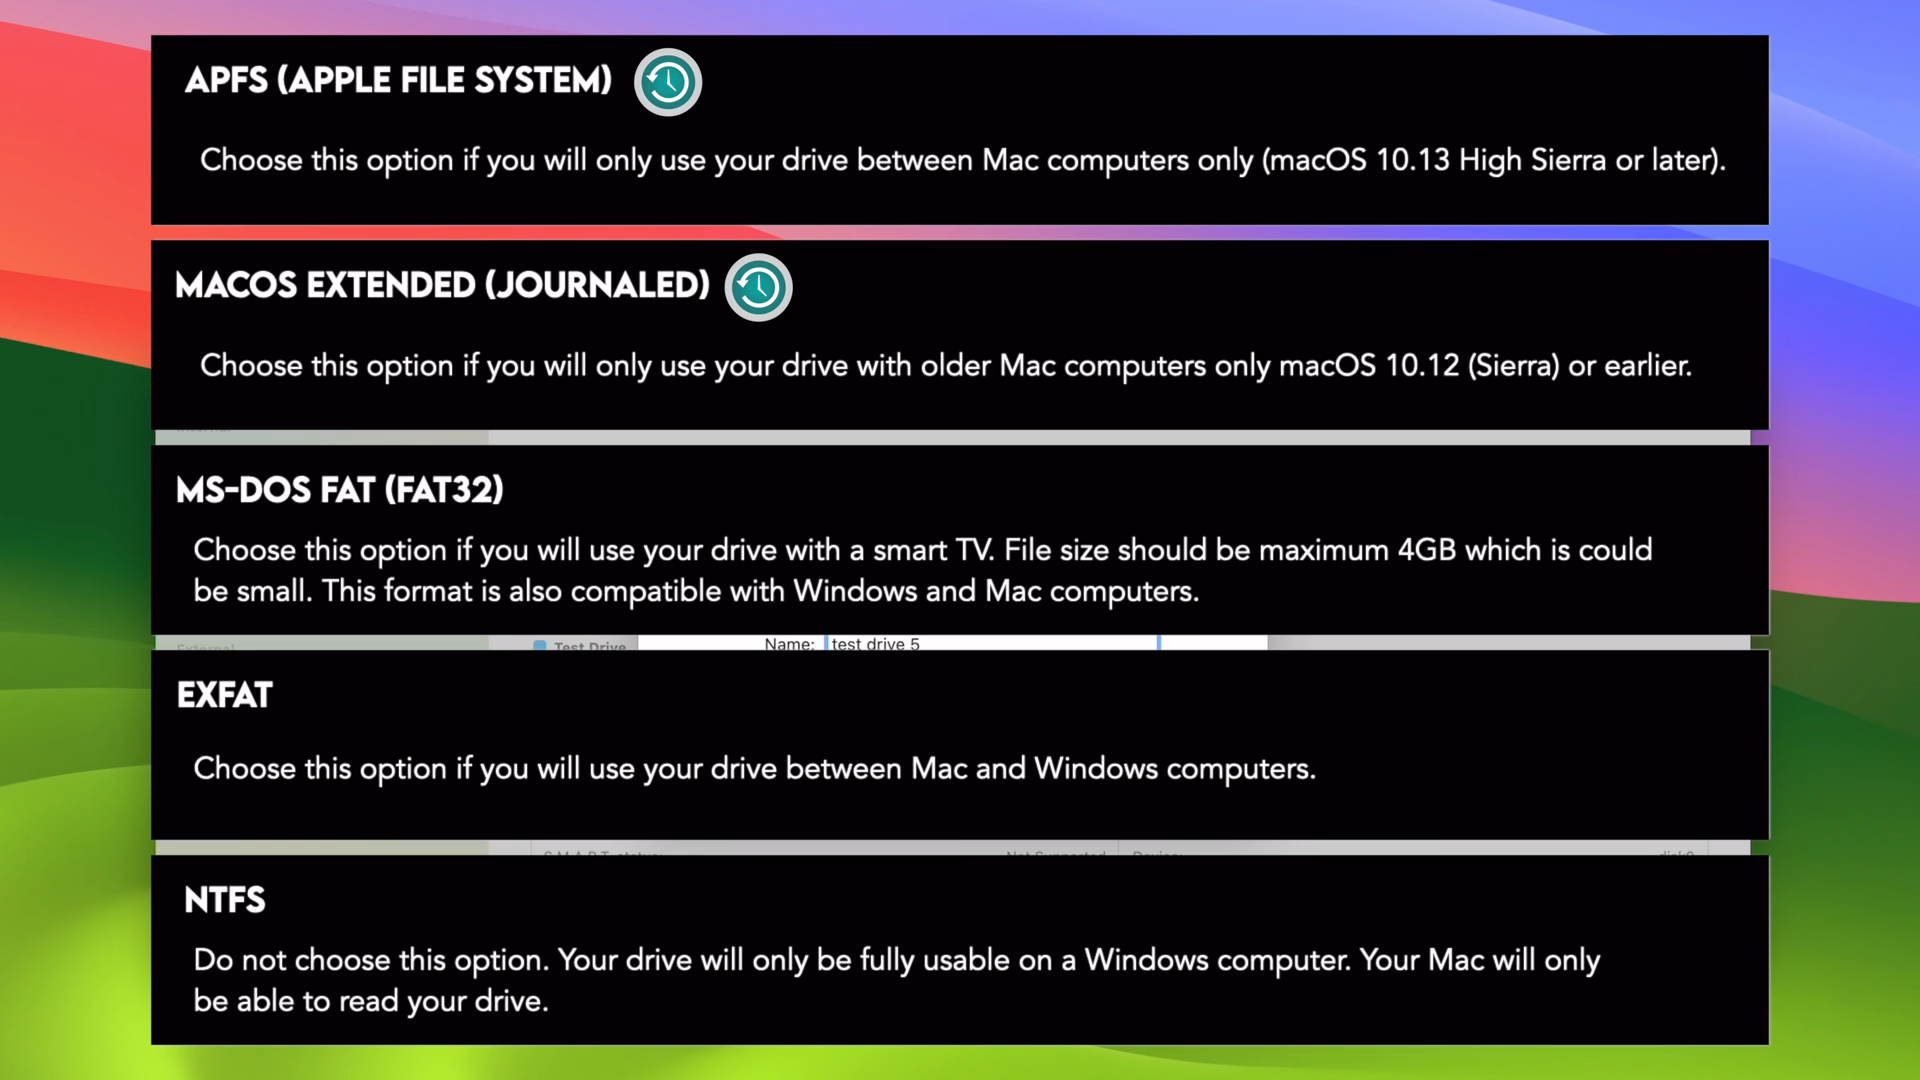 APFS (APPLE FILE SYSTEM)
Choose this option if you will only use your drive between Mac computers only (macOS 10.13 High Sierra or later).
MACOS EXTENDED (JOURNALED)
Choose this option if you will only use your drive with older Mac computers only macOS 10.12 (Sierra) or earlier.
MS-DOS FAT (FAT32)
Choose this option if you will use your drive with a smart TV. File size should be maximum 4GB which is could
be small. This format is also compatible with Windows and Mac computers.
External
Test Drive
Name: test drive 5
EXFAT
Choose this option if you will use your drive between Mac and Windows computers.
S.M.A.R.T. status: Not Supported Device:
NTFS
Do not choose this option. Your drive will only be fully usable on a Windows computer. Your Mac will only
be able to read your drive.